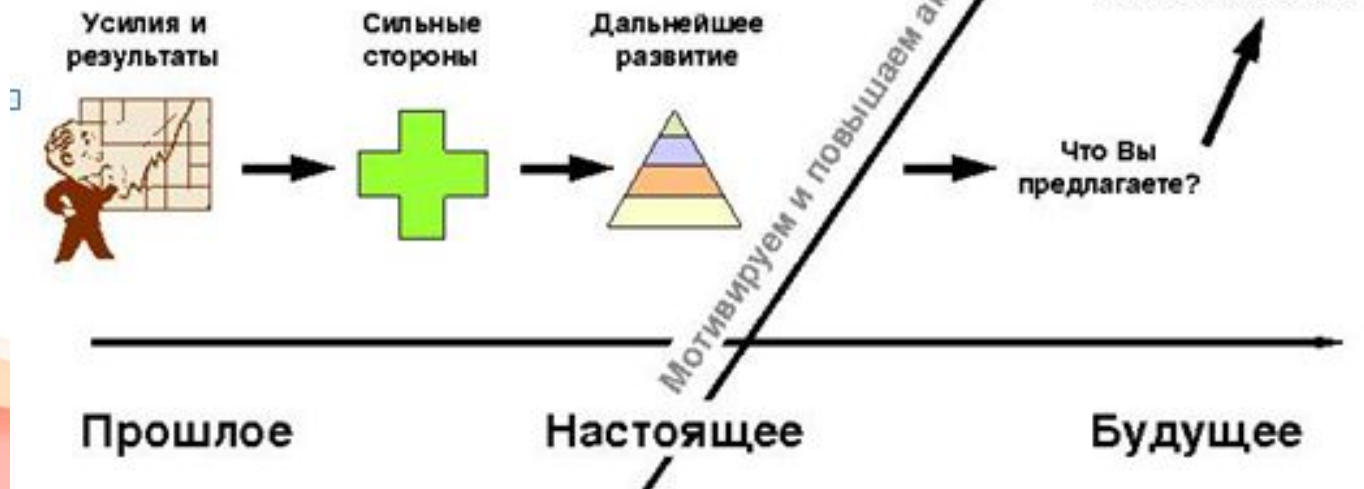 Усилия и
результаты
Сильные
стороны
Дальнейшее
развитие
Мотивируем и повышаем
Что Вы
предлагаете?
Прошлое
Настоящее
Будущее